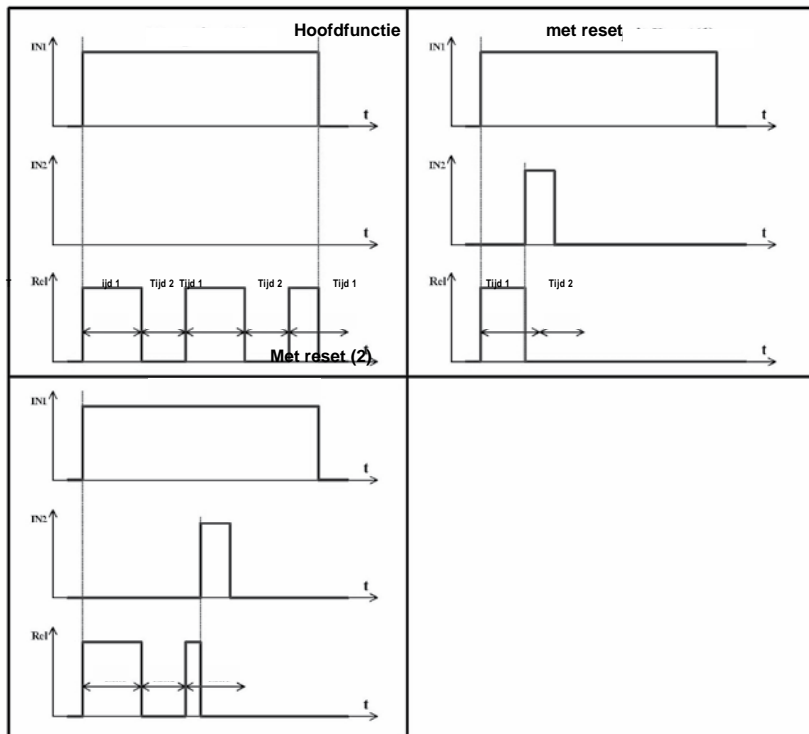 Hoofdfunctie
IN1
t
IN2
t
Rel
ijd 1 Tijd 2 Tijd 1 Tijd 2 Tijd 1
t
met reset
IN1
t
IN2
t
Rel
Tijd 1 Tijd 2
t
Met reset (2)
IN1
t
IN2
t
Rel
t